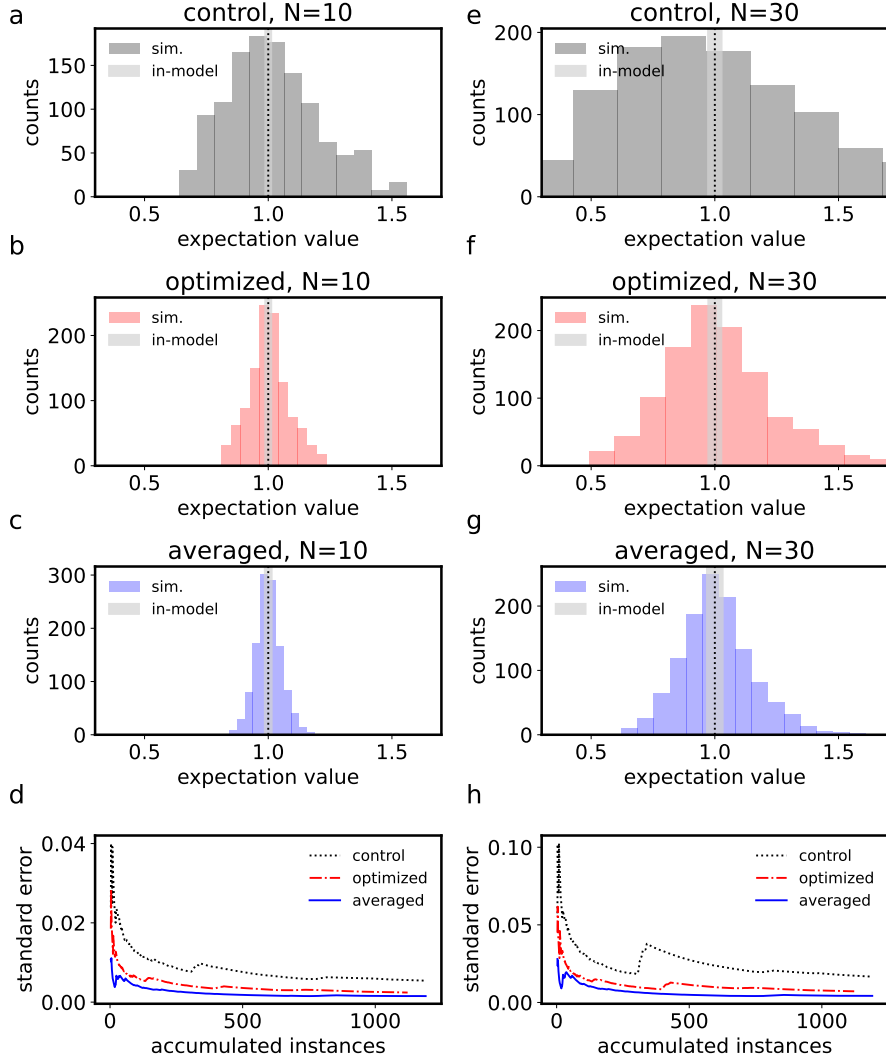 a
control, N=10
counts
150
100
50
0
sim.
in-model
0.5
1.0
1.5
expectation value
b
optimized, N=10
counts
200
100
0
sim.
in-model
0.5
1.0
1.5
expectation value
c
averaged, N=10
counts
300
200
100
0
sim.
in-model
0.5
1.0
1.5
expectation value
d
standard error
0.04
0.02
0.00
control
optimized
averaged
0
500
1000
accumulated instances
e
control, N=30
counts
200
100
0
sim.
in-model
0.5
1.0
1.5
expectation value
f
optimized, N=30
counts
200
100
0
sim.
in-model
0.5
1.0
1.5
expectation value
g
averaged, N=30
counts
200
100
0
sim.
in-model
0.5
1.0
1.5
expectation value
h
standard error
0.10
0.05
0.00
control
optimized
averaged
0
500
1000
accumulated instances